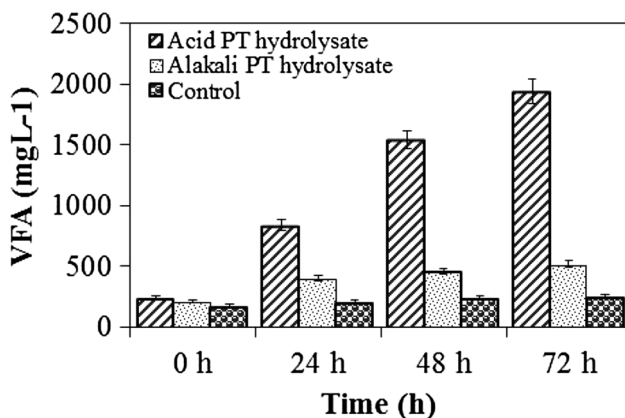 2500
Acid PT hydrolysate
Alakali PT hydrolysate
Control
2000
1500
1000
500
0
VFA (mgL-1)
0 h 24 h 48 h 72 h
Time (h)